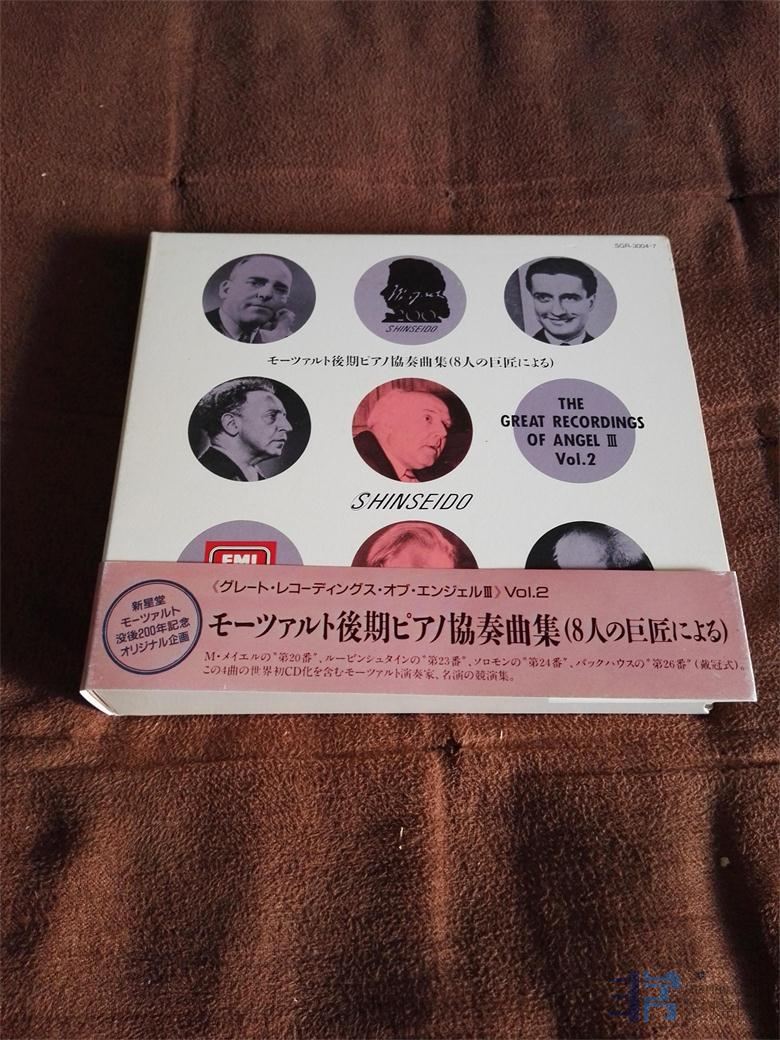 SGR-3004~7
200
SHINSEIDO
モーツァルト後期ピアノ協奏曲集(8人の巨匠による)
THE
GREAT RECORDINGS
OF ANGEL Ⅲ
Vol.2
SHINSEIDO
EMI
《グレート・レコーディングス・オブ・エンジェルⅢ》Vol.2
新星堂
モーツァルト
没後200年記念
オリジナル企画
モーツァルト後期ピアノ協奏曲集(8人の巨匠による)
M・メイエルの"第20番"、ルービンシュタインの"第23番"、ソロモンの"第24番"、バックハウスの"第26番"(戴冠式)。
この4曲の世界初CD化を含むモーツァルト演奏家、名演の競演集。